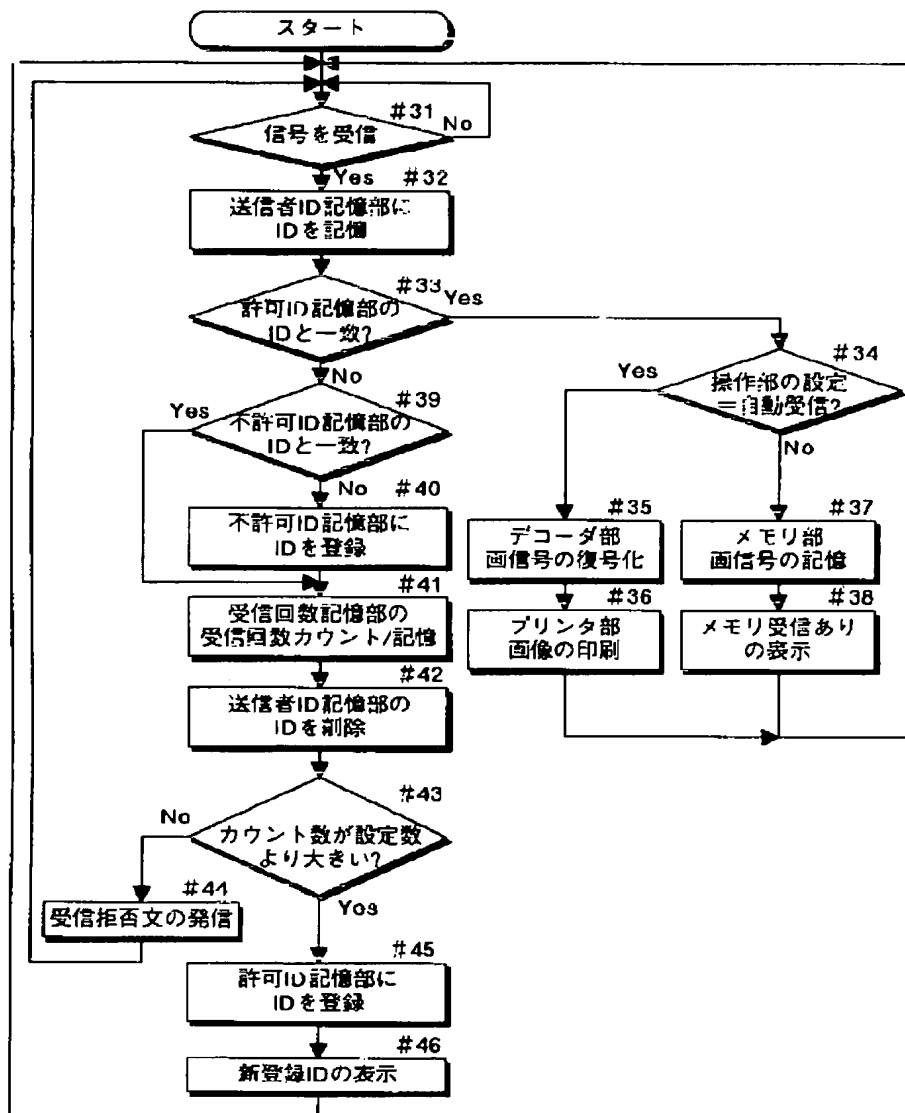 スタート
#31
信号を受信
No
Yes
#32
送信者ID記憶部に
IDを記憶
#33
許可ID記憶部の
IDと一致?
Yes
No
#34
操作部の設定
=自動受信?
Yes
No
#39
不許可ID記憶部の
IDと一致?
Yes
No
#40
不許可ID記憶部に
IDを登録
#35
デコーダ部
画信号の復号化
#37
メモリ部
画信号の記憶
#41
受信回数記憶部の
受信回数カウント/記憶
#36
プリンタ部
画像の印刷
#38
メモリ受信あり
の表示
#42
送信者ID記憶部の
IDを削除
#43
カウント数が設定数
より大きい?
No
Yes
#44
受信拒否文の発信
#45
許可ID記憶部に
IDを登録
#46
新登録IDの表示